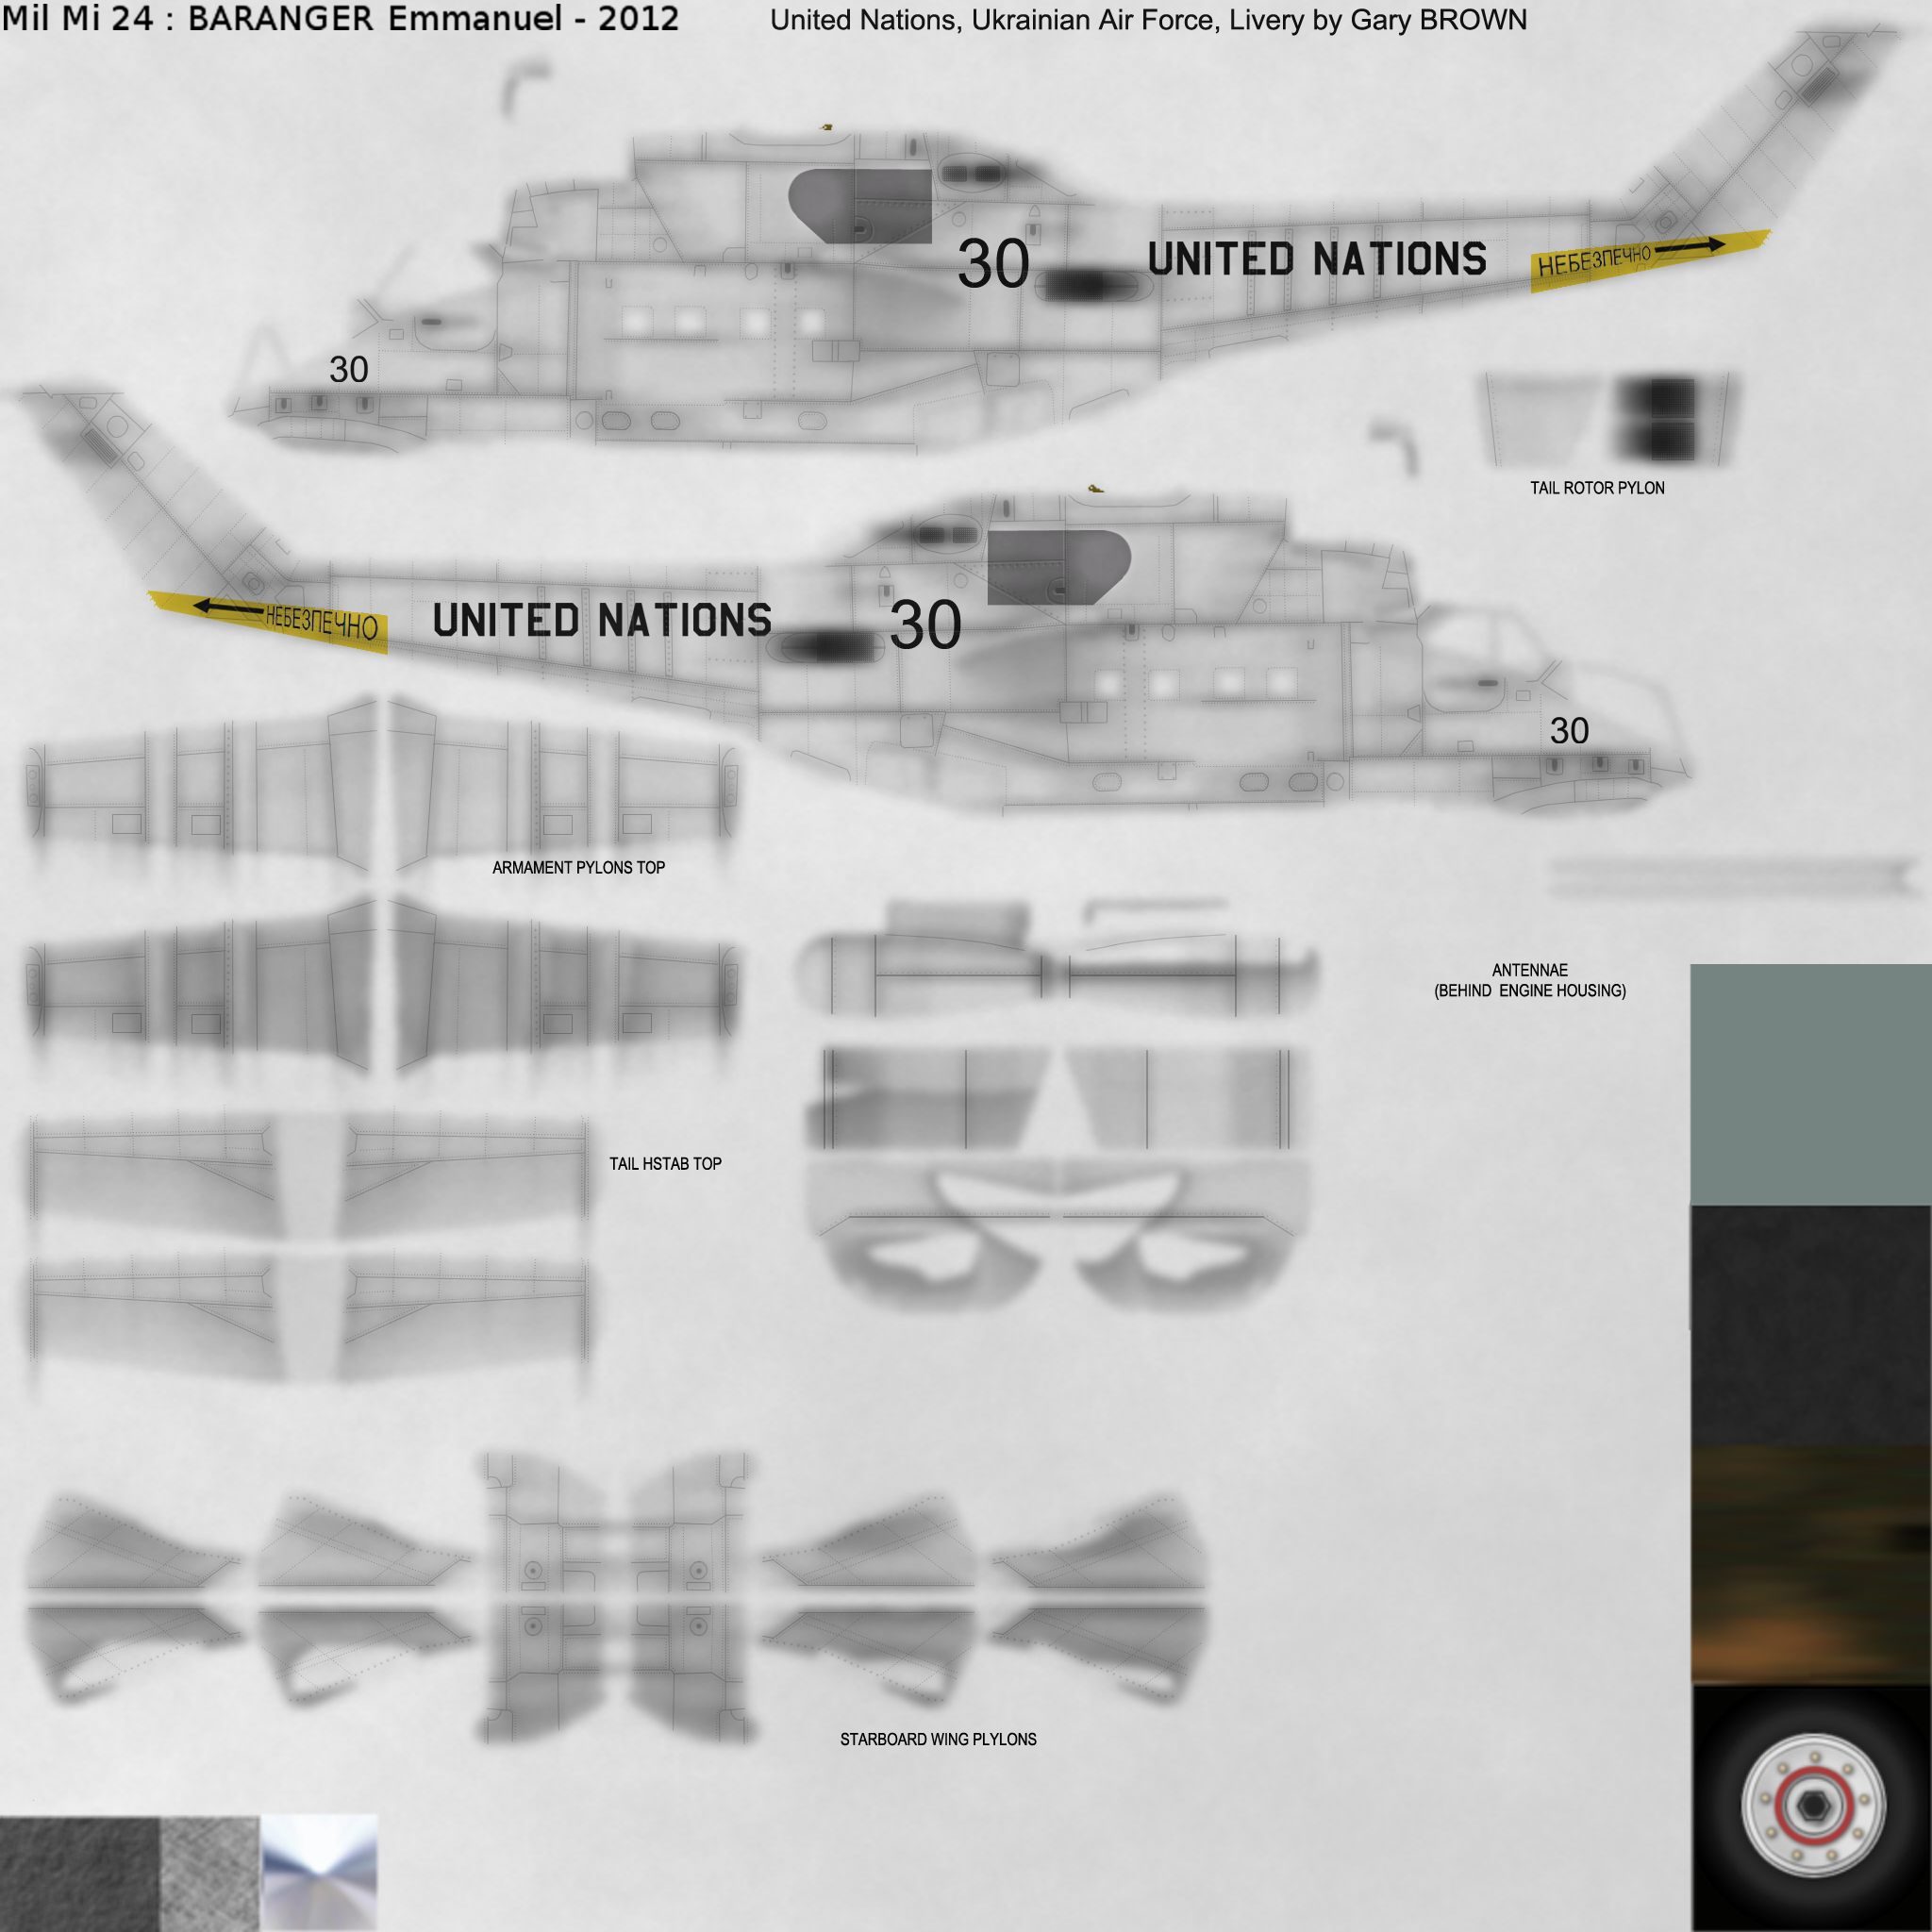 Mil Mi 24 : BARANGER Emmanuel - 2012
United Nations, Ukrainian Air Force, Livery by Gary BROWN
30
UNITED NATIONS
НЕБЕЗПЕЧНО
30
TAIL ROTOR PYLON
НЕБЕЗПЕЧНО
UNITED NATIONS
30
30
ARMAMENT PYLONS TOP
ANTENNAE
(BEHIND ENGINE HOUSING)
TAIL HSTAB TOP
STARBOARD WING PLYLONS